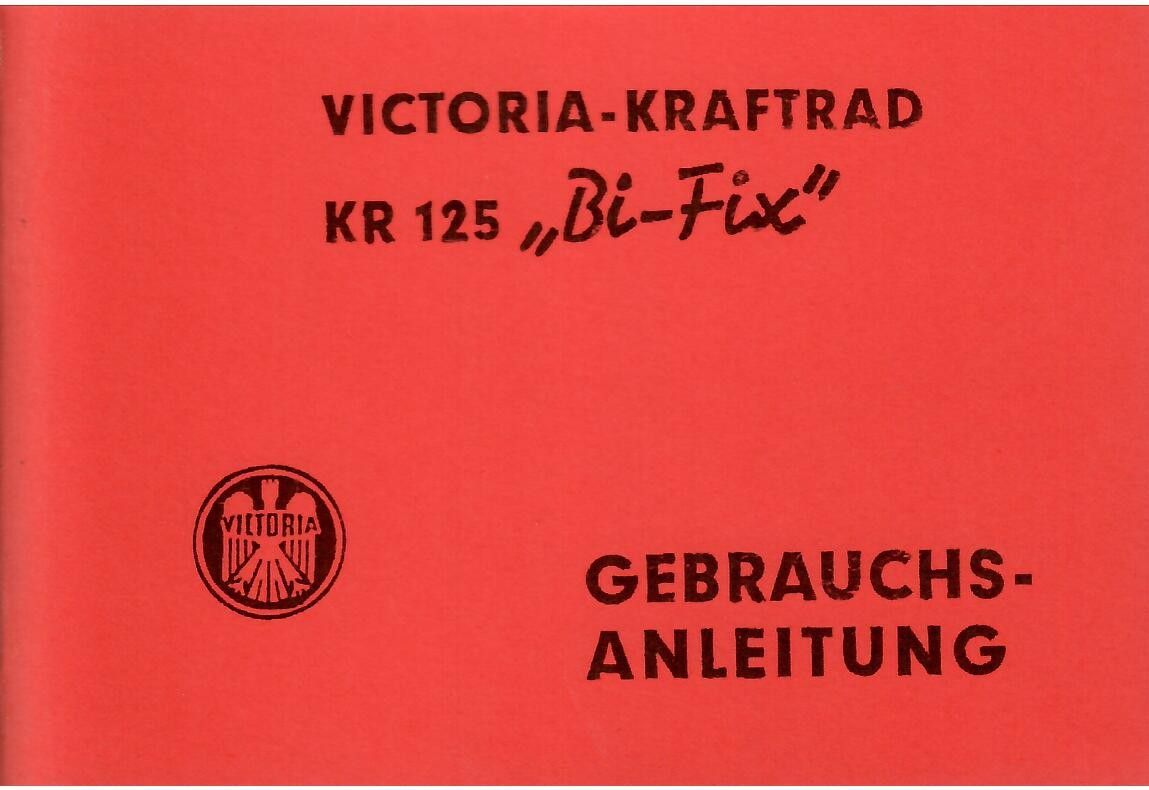 VICTORIA-KRAFTRAD
KR 125 „Bi-Fix”
VICTORIA
GEBRAUCHS-
ANLEITUNG